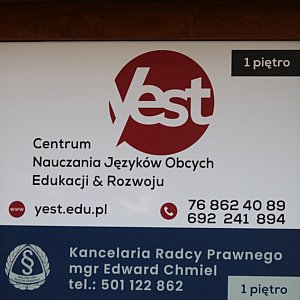 1 piętro
yest
Centrum
Nauczania Języków Obcych
Edukacji & Rozwoju
www yest.edu.pl
76 862 40 89
692 241 894
Kancelaria Radcy Prawnego
mgr Edward Chmiel
tel.: 501 122 862
1 piętro